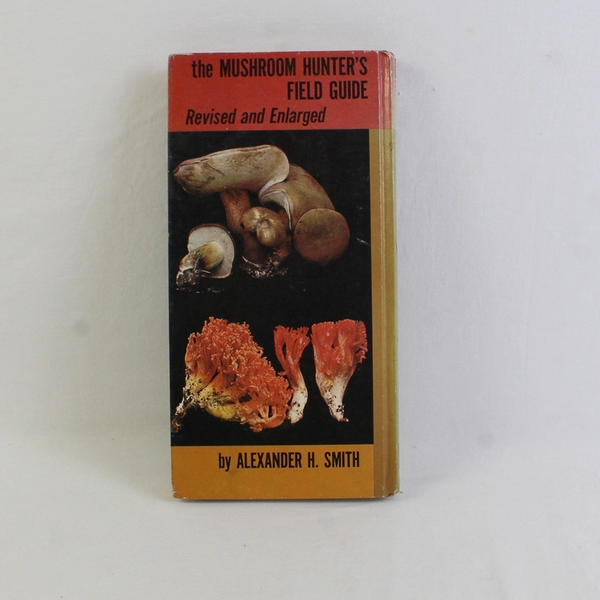 the MUSHROOM HUNTER'S
FIELD GUIDE
Revised and Enlarged
by ALEXANDER H. SMITH